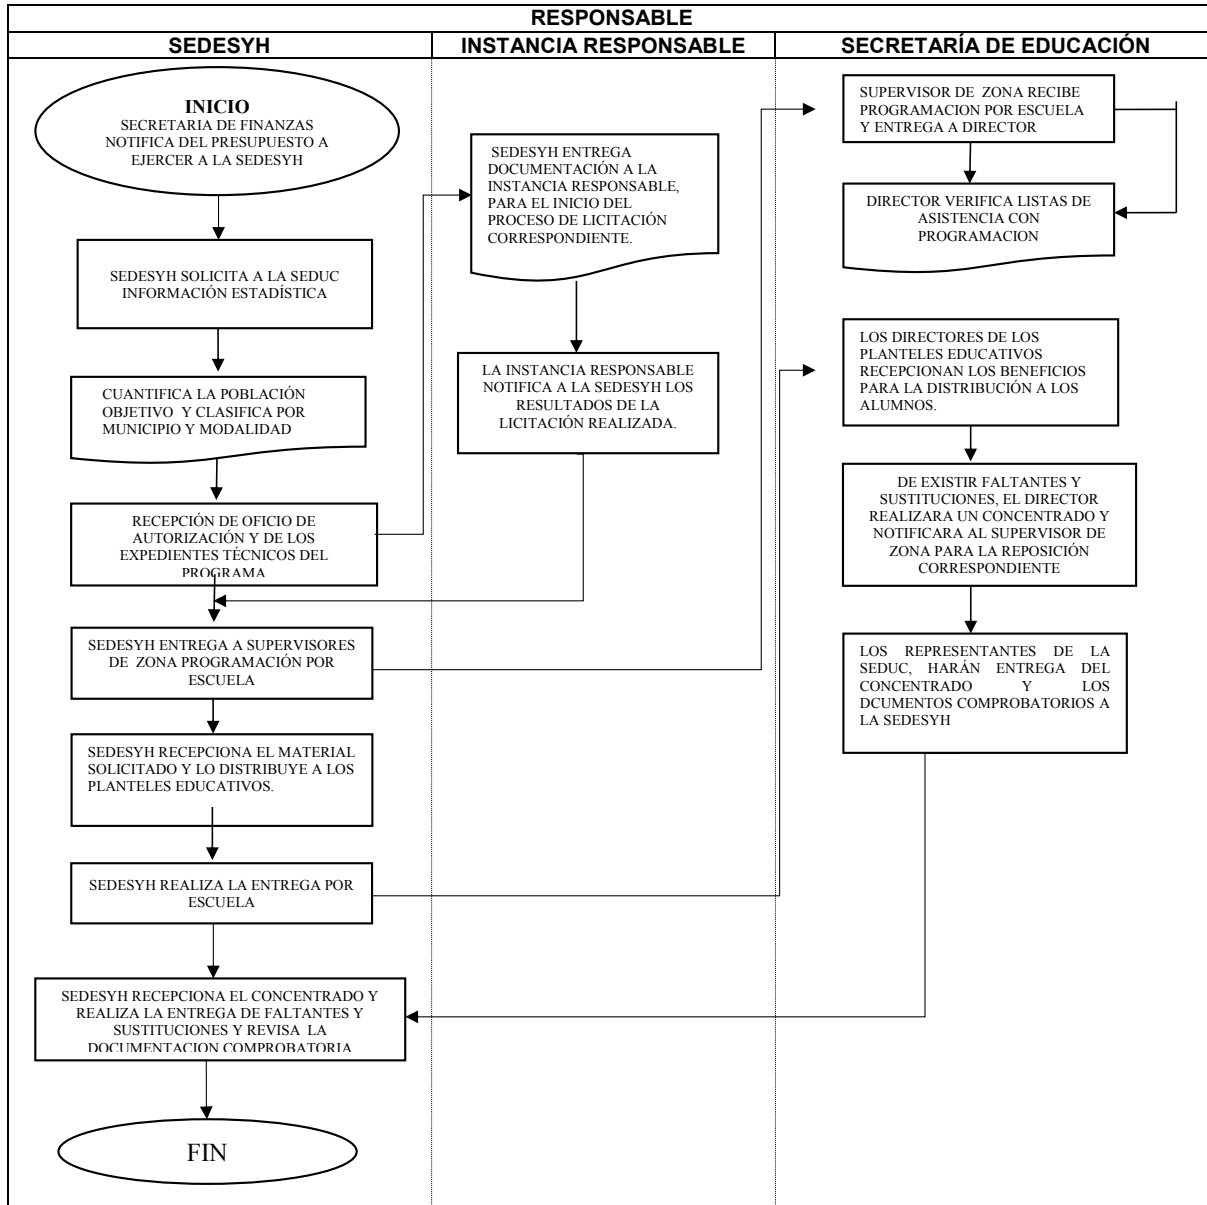 RESPONSABLE
SEDESYH
INSTANCIA RESPONSABLE
SECRETARÍA DE EDUCACIÓN
INICIO
SECRETARIA DE FINANZAS
NOTIFICA DEL PRESUPUESTO A
EJERCER A LA SEDESYH
SEDESYH SOLICITA A LA SEDUC
INFORMACIÓN ESTADÍSTICA
CUANTIFICA LA POBLACIÓN
OBJETIVO Y CLASIFICA POR
MUNICIPIO Y MODALIDAD
RECEPCIÓN DE OFICIO DE
AUTORIZACIÓN Y DE LOS
EXPEDIENTES TÉCNICOS DEL
PROGRAMA
SEDESYH ENTREGA A SUPERVISORES
DE ZONA PROGRAMACIÓN POR
ESCUELA
SEDESYH RECEPCIONA EL MATERIAL
SOLICITADO Y LO DISTRIBUYE A LOS
PLANTELES EDUCATIVOS.
SEDESYH REALIZA LA ENTREGA POR
ESCUELA
SEDESYH RECEPCIONA EL CONCENTRADO Y
REALIZA LA ENTREGA DE FALTANTES Y
SUSTITUCIONES Y REVISA LA
DOCUMENTACION COMPROBATORIA
FIN
SEDESYH ENTREGA
DOCUMENTACIÓN A LA
INSTANCIA RESPONSABLE,
PARA EL INICIO DEL
PROCESO DE LICITACIÓN
CORRESPONDIENTE.
LA INSTANCIA RESPONSABLE
NOTIFICA A LA SEDESYH LOS
RESULTADOS DE LA
LICITACIÓN REALIZADA.
SUPERVISOR DE ZONA RECIBE
PROGRAMACION POR ESCUELA
Y ENTREGA A DIRECTOR
DIRECTOR VERIFICA LISTAS DE
ASISTENCIA CON
PROGRAMACION
LOS DIRECTORES DE LOS
PLANTELES EDUCATIVOS
RECEPCIONAN LOS BENEFICIOS
PARA LA DISTRIBUCIÓN A LOS
ALUMNOS.
DE EXISTIR FALTANTES Y
SUSTITUCIONES, EL DIRECTOR
REALIZARA UN CONCENTRADO Y
NOTIFICARA AL SUPERVISOR DE
ZONA PARA LA REPOSICIÓN
CORRESPONDIENTE
LOS REPRESENTANTES DE LA
SEDUC, HARÁN ENTREGA DEL
CONCENTRADO Y LOS
DCUMENTOS COMPROBATORIOS A
LA SEDESYH